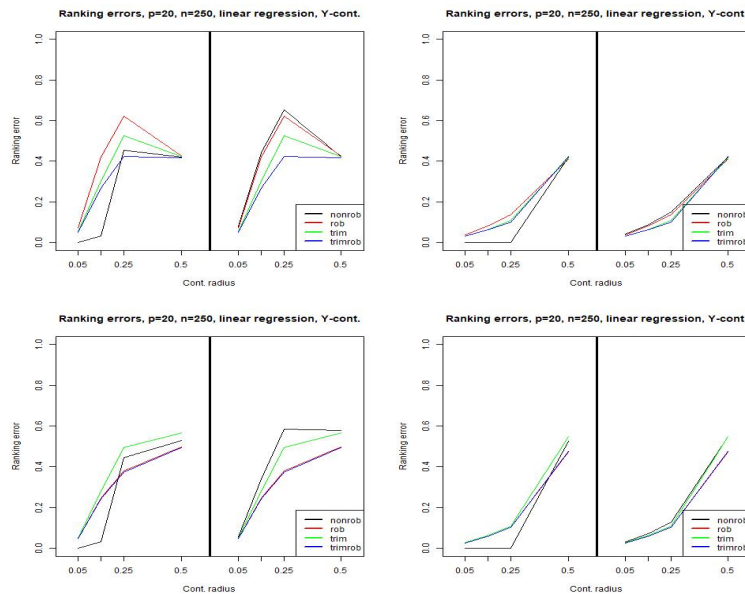 Ranking errors, p=20, n=250, linear regression, Y-cont.
Ranking error
1.0
0.8
0.6
0.4
0.2
0.0
0.05
0.25
0.5
0.05
0.25
0.5
Cont. radius
nonrob
rob
trim
trimrob
Ranking errors, p=20, n=250, linear regression, Y-cont
Ranking error
1.0
0.8
0.6
0.4
0.2
0.0
0.05
0.25
0.5
0.05
0.25
0.5
Cont. radius
nonrob
rob
trim
trimrob
Ranking errors, p=20, n=250, linear regression, Y-cont.
Ranking error
1.0
0.8
0.6
0.4
0.2
0.0
0.05
0.25
0.5
0.05
0.25
0.5
Cont. radius
nonrob
rob
trim
trimrob
Ranking errors, p=20, n=250, linear regression, Y-cont
Ranking error
1.0
0.8
0.6
0.4
0.2
0.0
0.05
0.25
0.5
0.05
0.25
0.5
Cont. radius
nonrob
rob
trim
trimrob